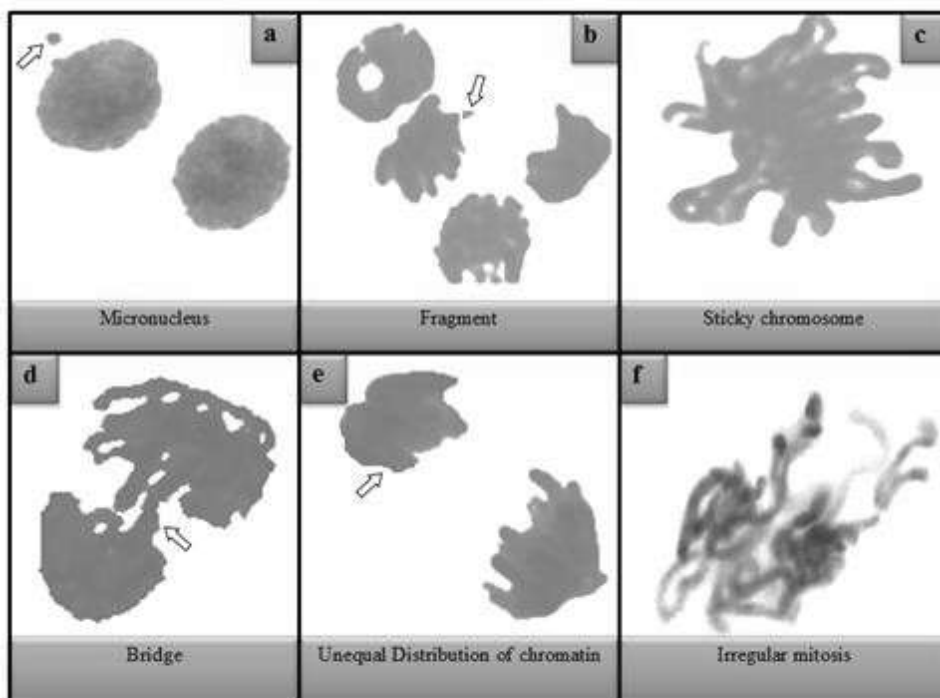 a
b
c
Micronucleus
Fragment
Sticky chromosome
d
e
f
Bridge
Unequal Distribution of chromatin
Irregular mitosis